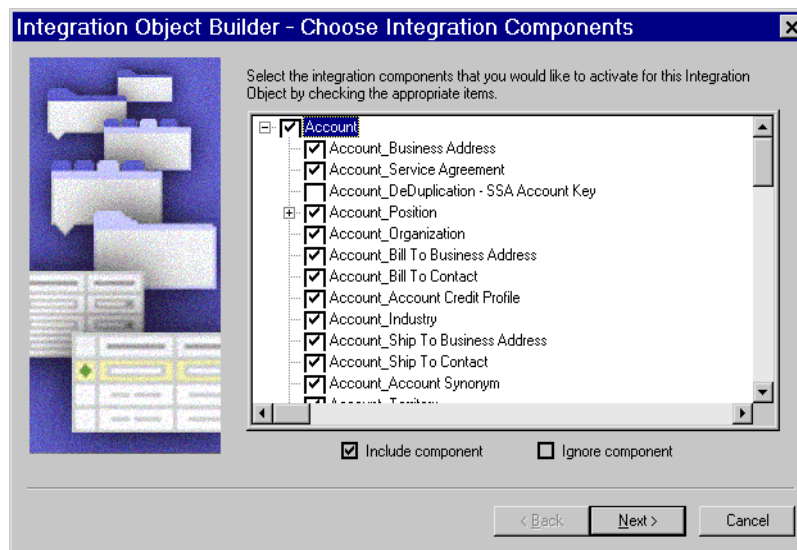 Integration Object Builder - Choose Integration Components
Select the integration components that you would like to activate for this Integration
Object by checking the appropriate items.
Account
Account_Business Address
Account_Service Agreement
Account_DeDuplication - SSA Account Key
Account_Position
Account_Organization
Account_Bill To Business Address
Account_Bill To Contact
Account_Account Credit Profile
Account_Industry
Account_Ship To Business Address
Account_Ship To Contact
Account_Account Synonym
Account_Territory
Include component Ignore component
< Back Next > Cancel